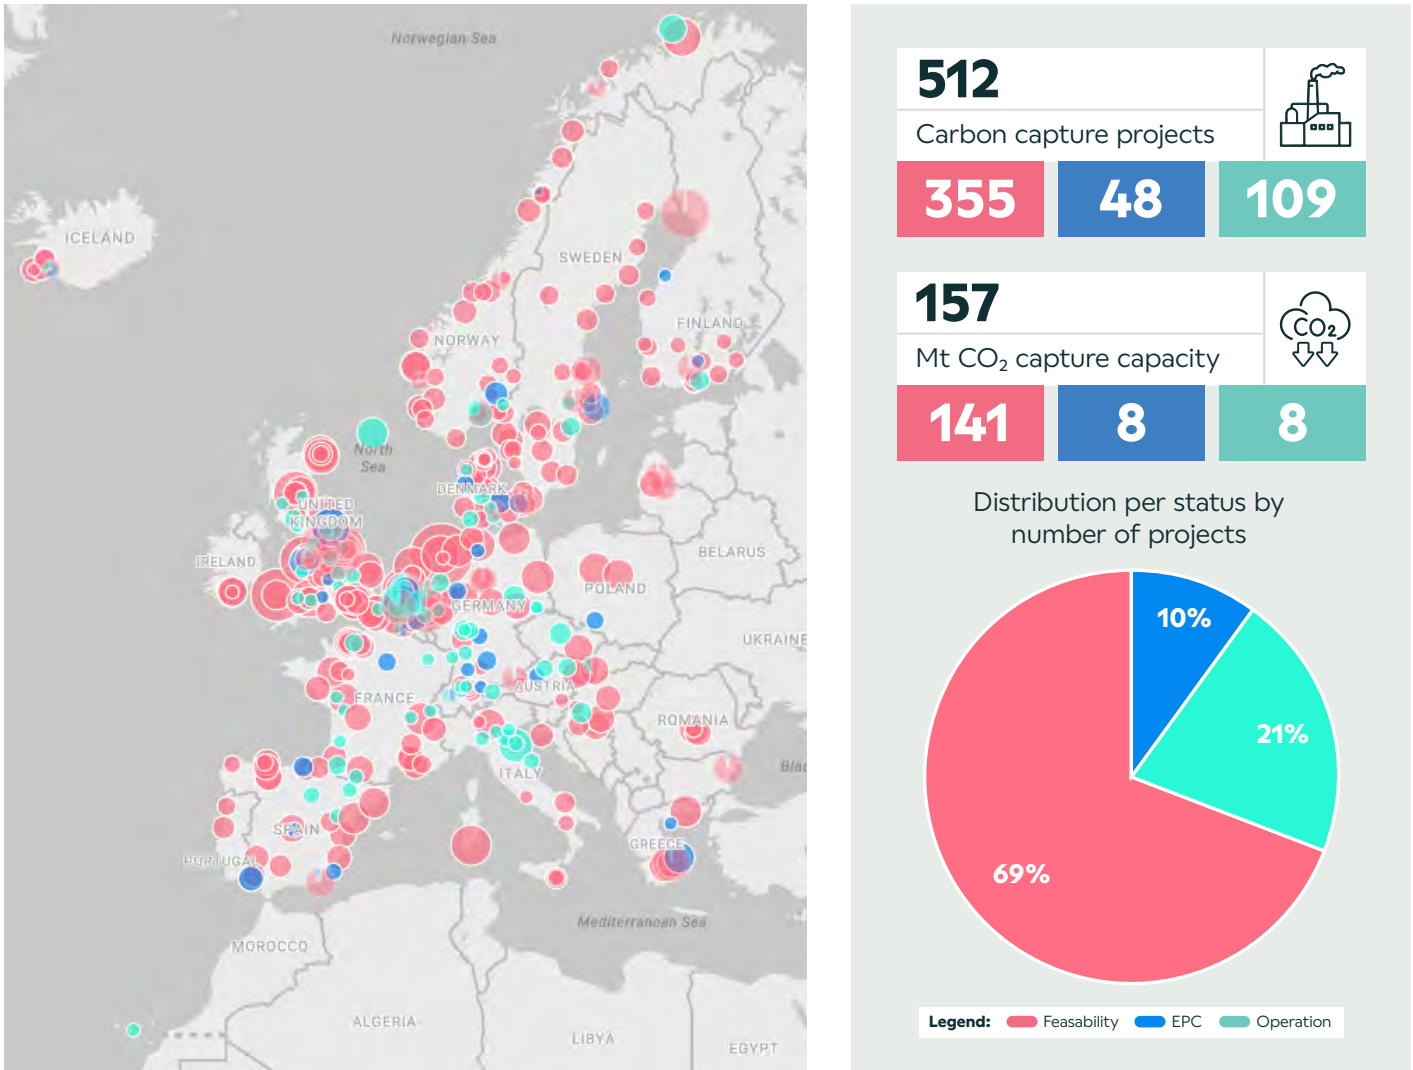 Norwegian Sea
ICELAND
SWEDEN
FINLAND
NORWAY
North
Sea
DENMARK
UNITED
KINGDOM
IRELAND
BELARUS
POLAND
GERMANY
UKRAINE
AUSTRIA
FRANCE
ROMANIA
ITALY
Blac
SPAIN
PORTUGAL
GREECE
Mediterranean Sea
MOROCCO
ALGERIA
LIBYA
EGYPT
512
Carbon capture projects
355 48 109
157
CO₂
Mt CO₂ capture capacity
141 8 8
Distribution per status by
number of projects
10%
21%
69%
Legend: Feasability EPC Operation